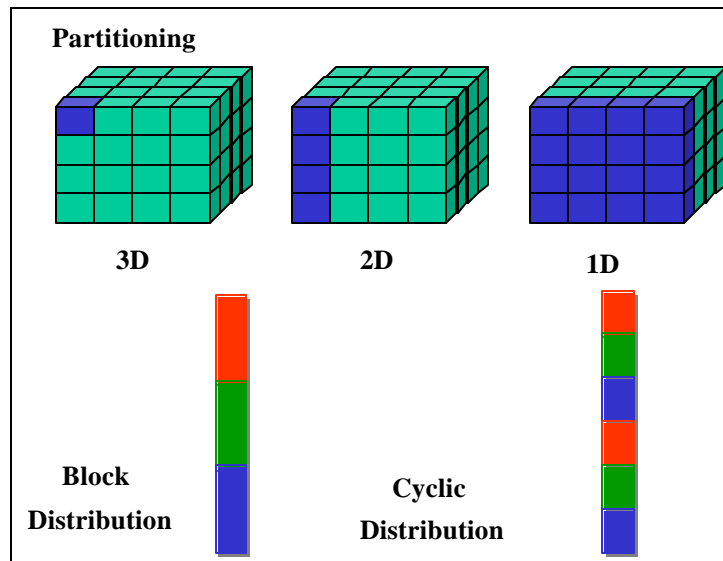 Partitioning
3D
2D
1D
Block
Distribution
Cyclic
Distribution